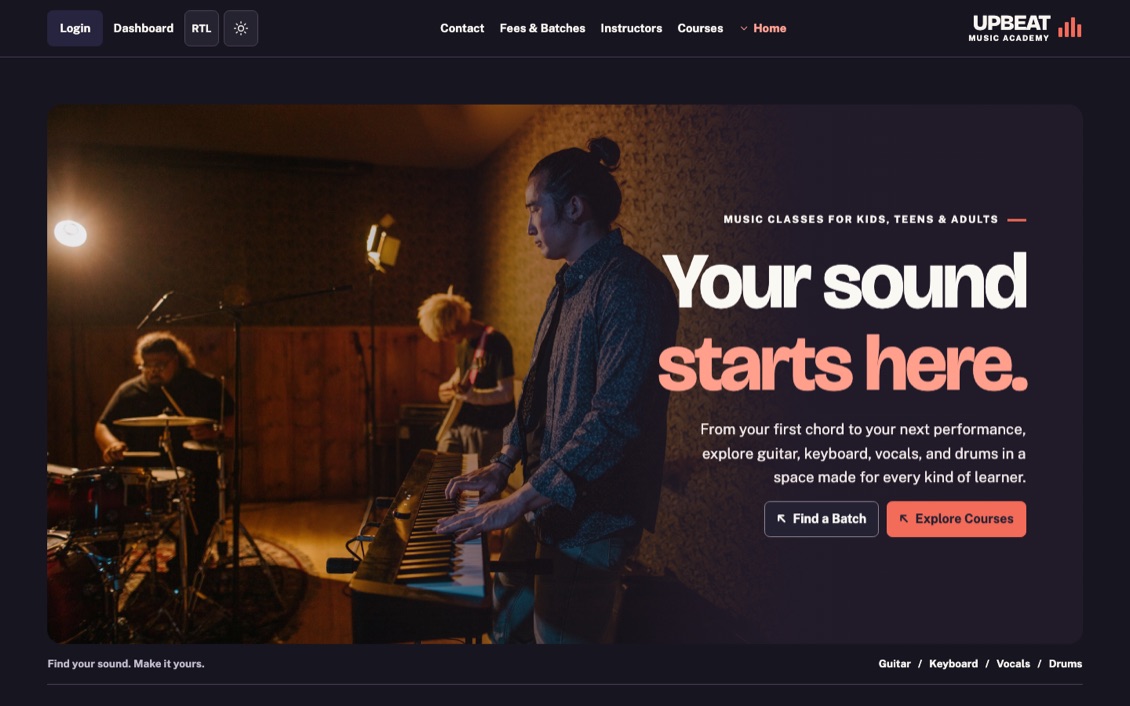 Login
Dashboard
RTL
Contact
Fees & Batches
Instructors
Courses
Home
UPBEAT
MUSIC ACADEMY
MUSIC CLASSES FOR KIDS, TEENS & ADULTS
Your sound
starts here.
From your first chord to your next performance,
explore guitar, keyboard, vocals, and drums in a
space made for every kind of learner.
Find a Batch
Explore Courses
Find your sound. Make it yours.
Guitar / Keyboard / Vocals / Drums